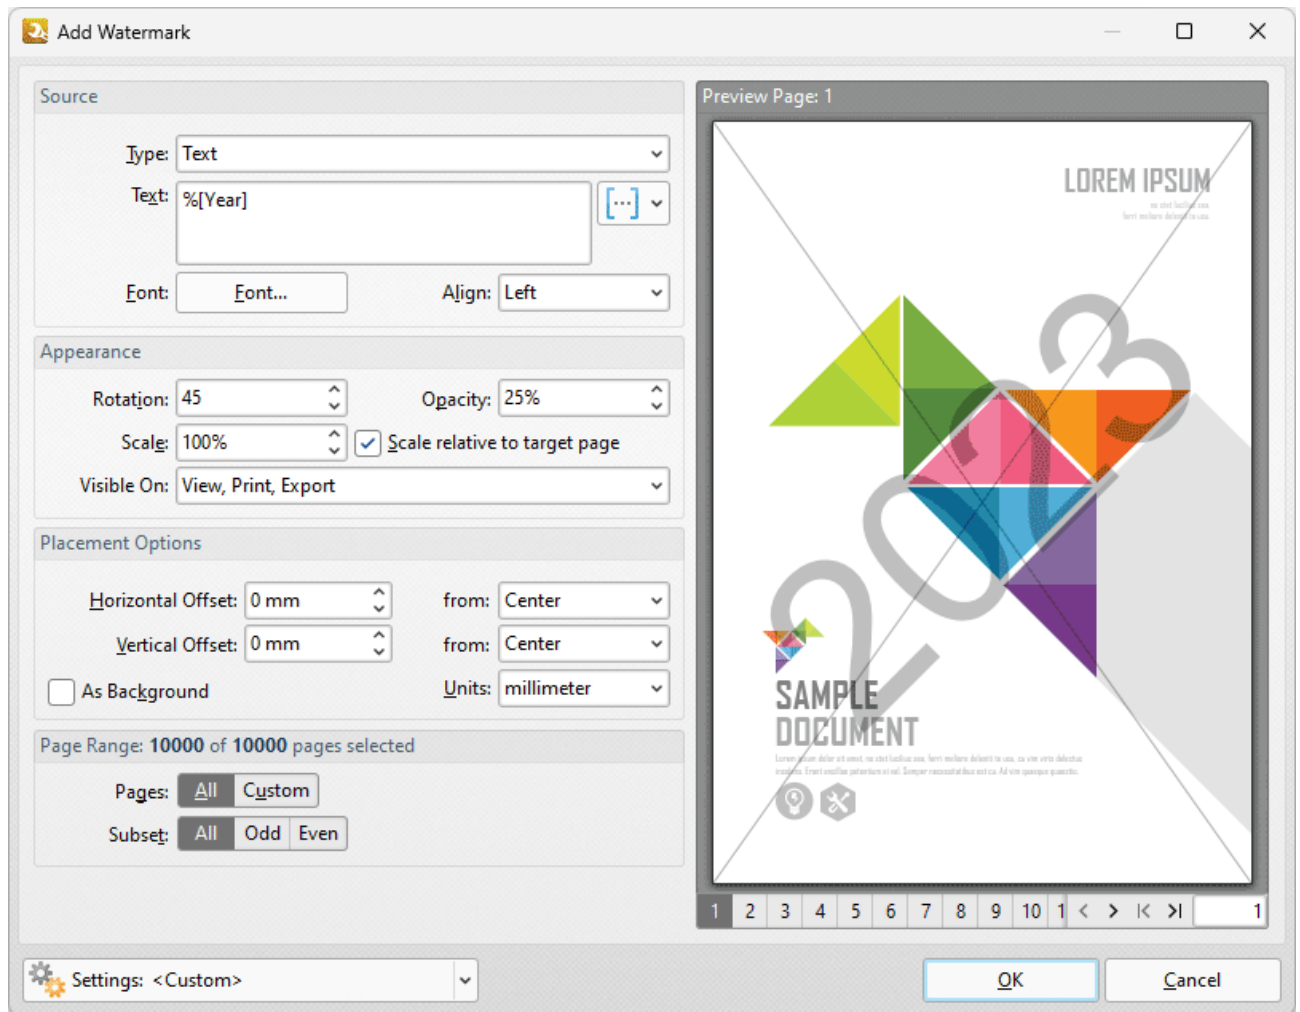 Add Watermark
Source
Type: Text
Text: %[Year]
Font: Font... Align: Left
Appearance
Rotation: 45 Opacity: 25%
Scale: 100% Scale relative to target page
Visible On: View, Print, Export
Placement Options
Horizontal Offset: 0 mm from: Center
Vertical Offset: 0 mm from: Center
As Background Units: millimeter
Page Range: 10000 of 10000 pages selected
Pages: All Custom
Subset: All Odd Even
Settings: <Custom>
Preview Page: 1
LOREM IPSUM
2023
SAMPLE
DOCUMENT
1 2 3 4 5 6 7 8 9 10 1 1
OK Cancel